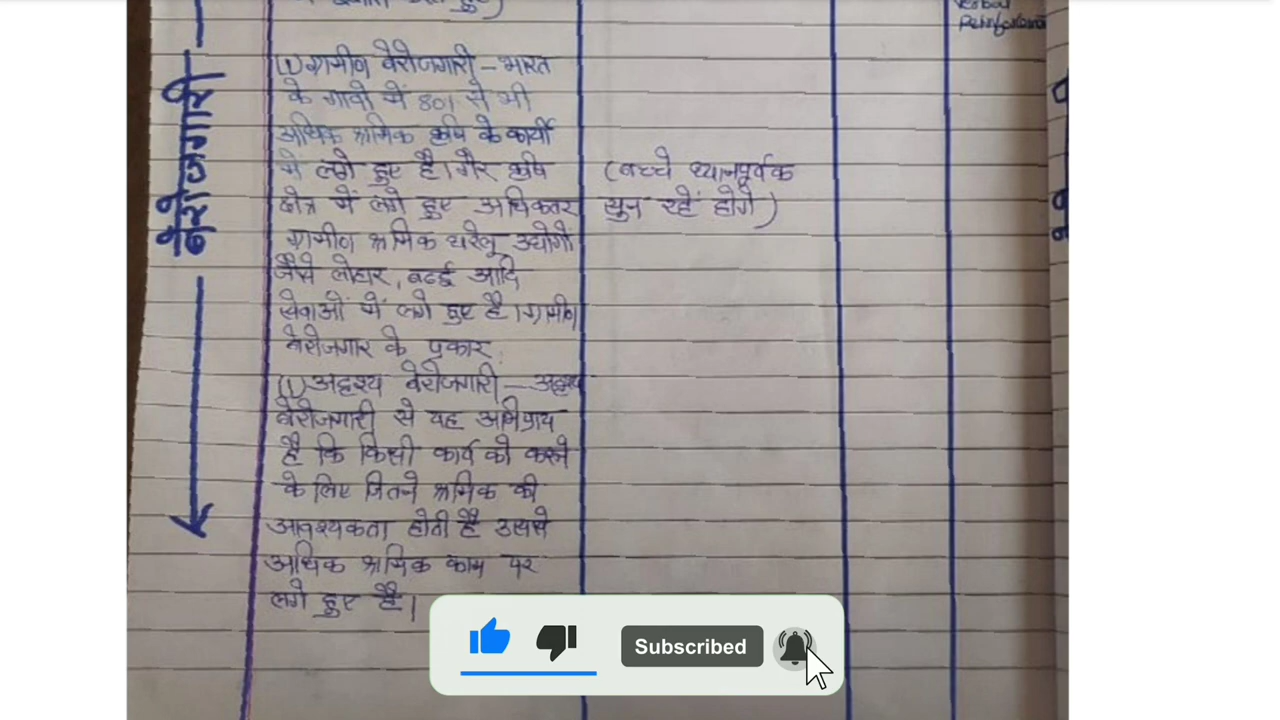 (1) ग्रामीण बेरोजगारी – भारत
के गावों में 80% से भी
अधिक श्रमिक कृषि के कार्यो
में लगे हुए है। गैर कृषि
क्षेत्र में लगे हुए अधिकतर
ग्रामीण श्रमिक घरेलू उद्योगों
जैसे लोहार, बढई आदि
सेवाओं में लगे हुए है। ग्रामीण
बेरोजगार के प्रकार:
(1) अदृश्य बेरोजगारी – अदृश्य
बेरोजगारी से यह अभिप्राय
है कि किसी कार्य को करने
के लिए जितने श्रमिक की
आवश्यकता होती है उससे
अधिक श्रमिक काम पर
लगे हुए है।
(बच्चे ध्यानपूर्वक
सुन रहें होगे)
बेरोजगारी
Subscribed